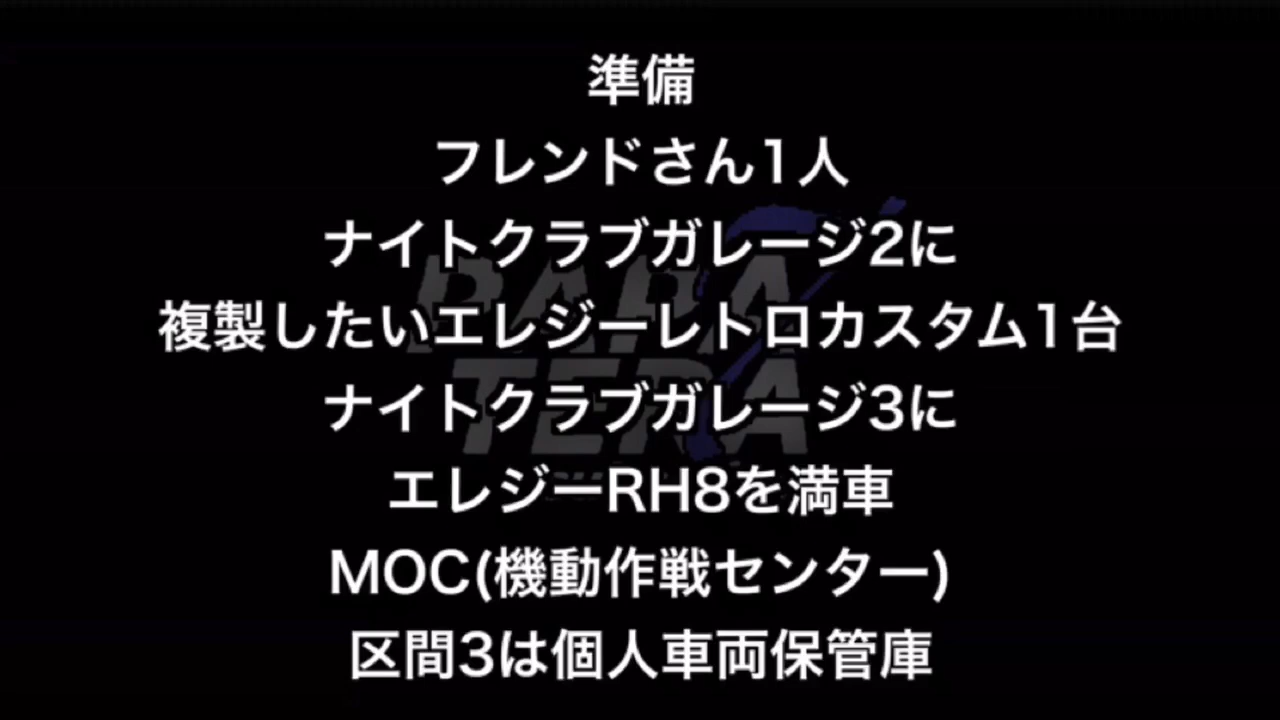 準備
フレンドさん1人
ナイトクラブガレージ2に
複製したいエレジーレトロカスタム1台
ナイトクラブガレージ3に
エレジーRH8を満車
MOC(機動作戦センター)
区間3は個人車両保管庫